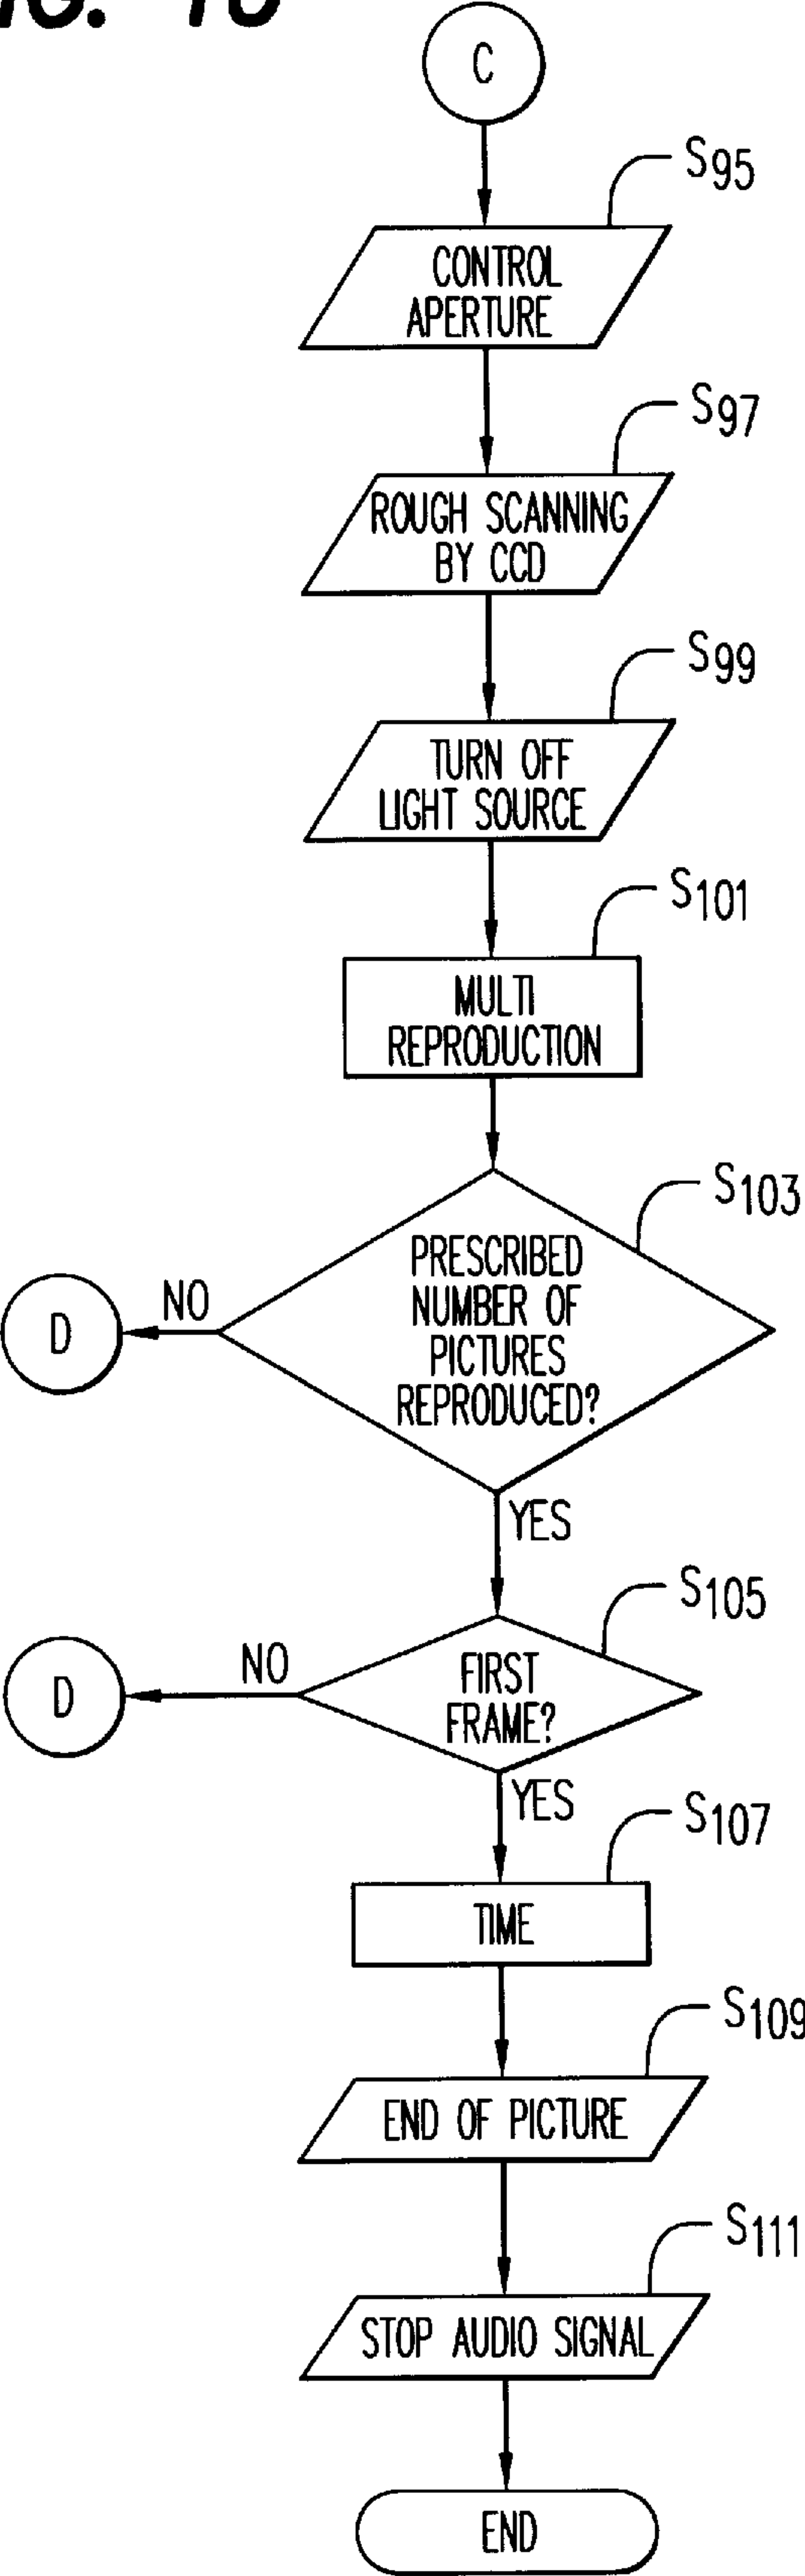 C
S95
CONTROL
APERTURE
S97
ROUGH SCANNING
BY CCD
S99
TURN OFF
LIGHT SOURCE
S101
MULTI
REPRODUCTION
S103
PRESCRIBED
NUMBER OF
PICTURES
REPRODUCED?
NO
D
YES
S105
FIRST
FRAME?
NO
D
YES
S107
TIME
S109
END OF PICTURE
S111
STOP AUDIO SIGNAL
END